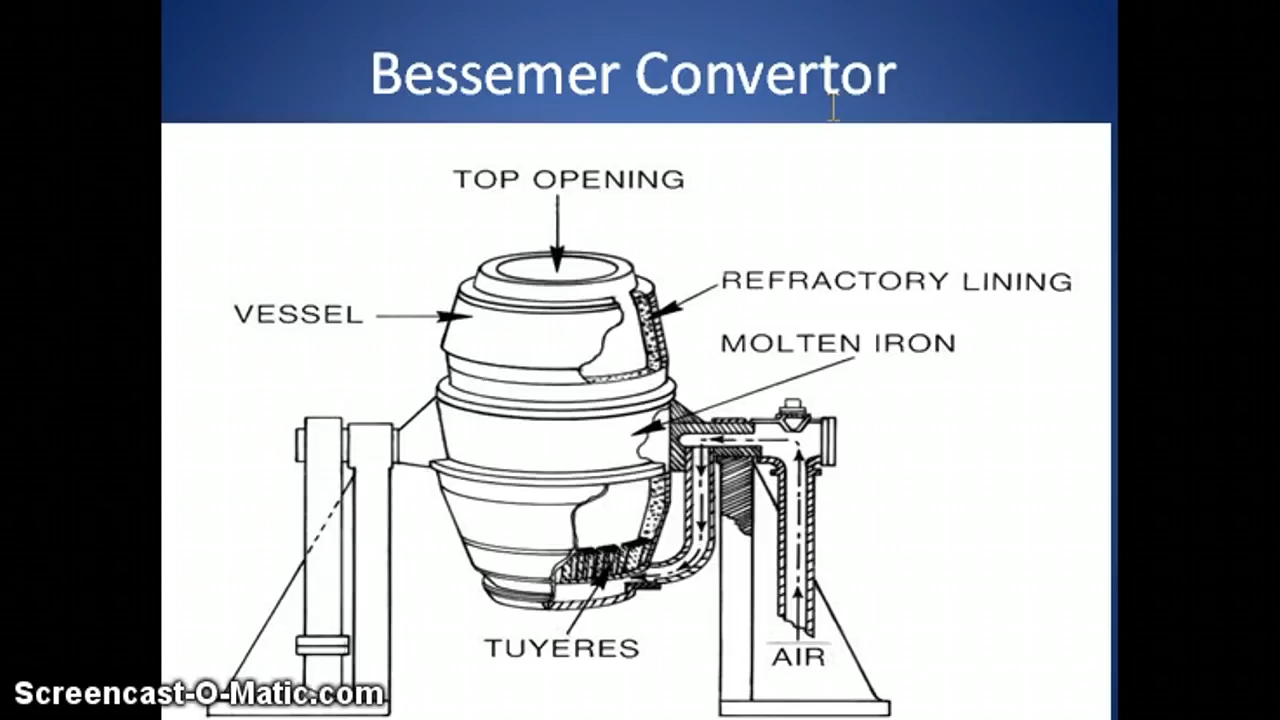 Bessemer Convertor
TOP OPENING
REFRACTORY LINING
VESSEL
MOLTEN IRON
TUYERES
AIR
Screencast-O-Matic.com